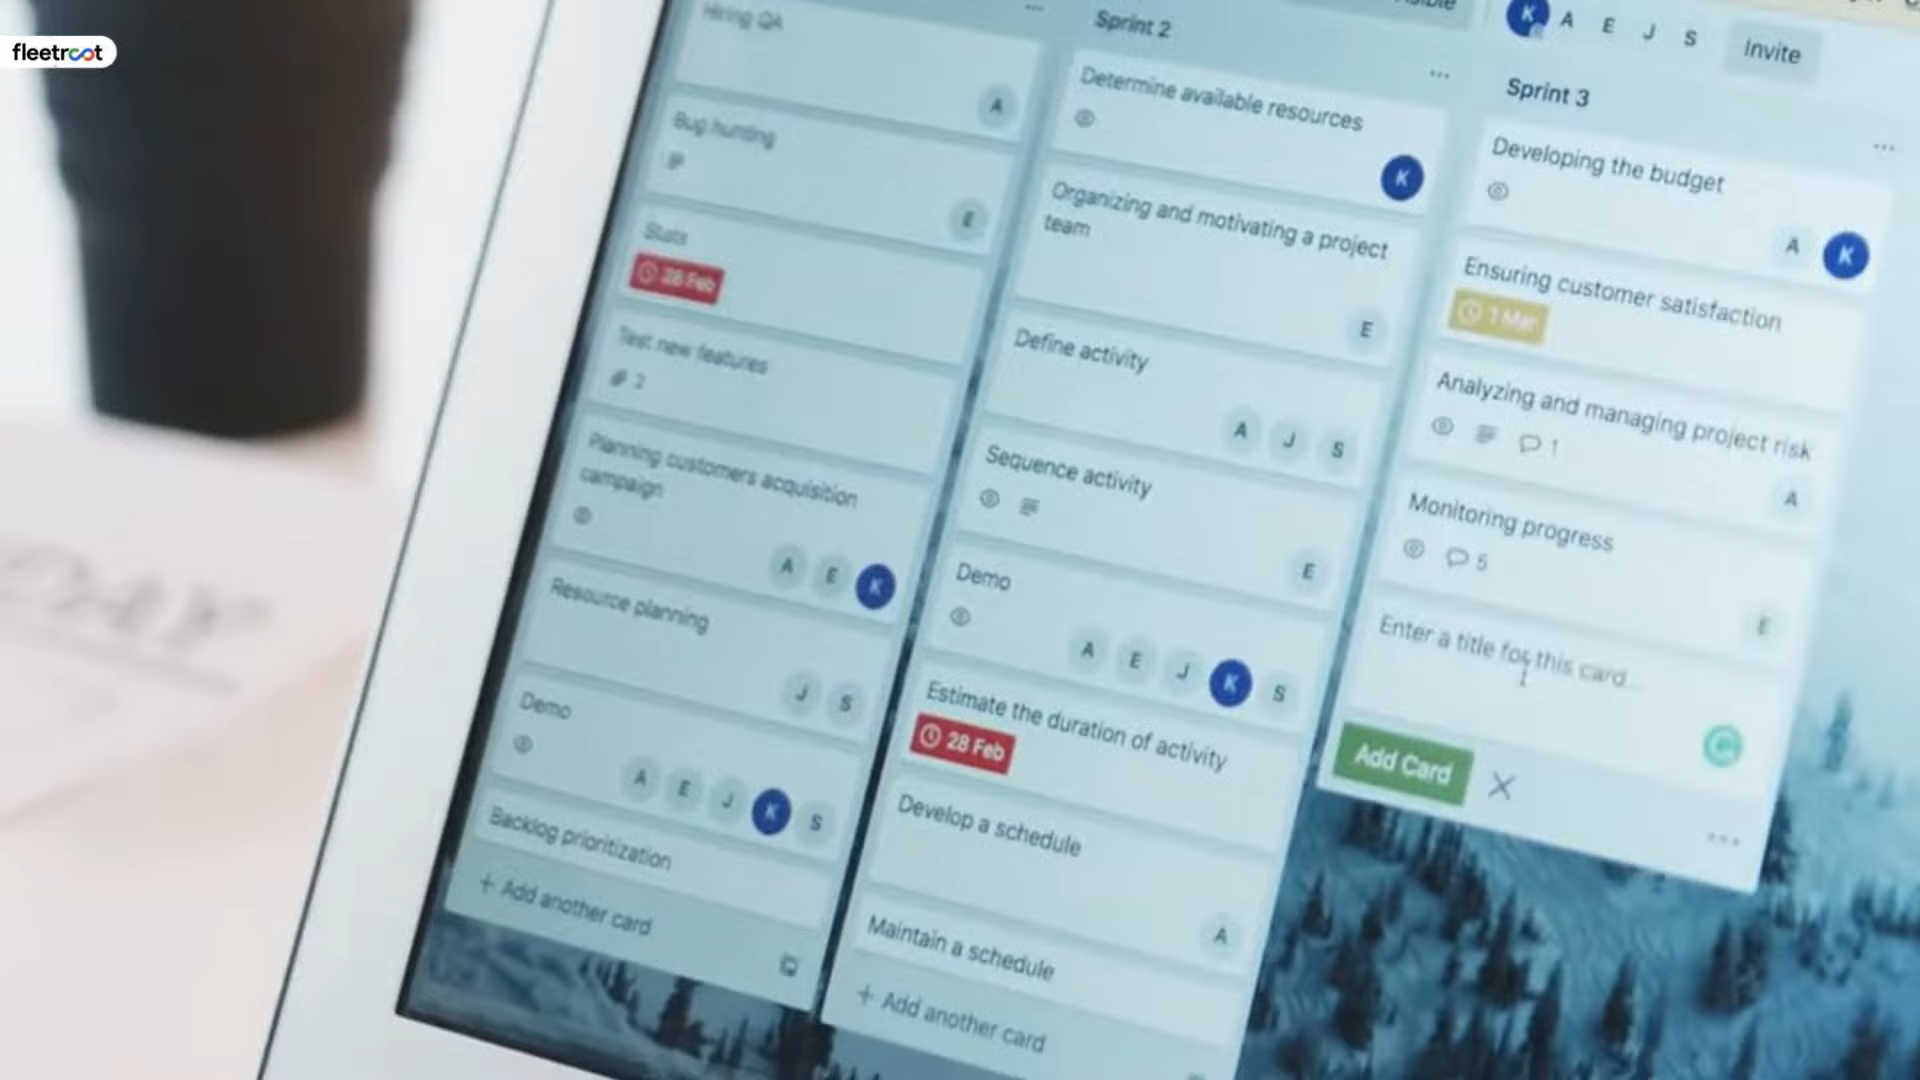 fleetroot
Hiring QA
A
Bug hunting
E
Stats
28 Feb
Test new features
2
Planning customers acquisition
campaign
A E K
Resource planning
J S
Demo
A E J K S
Backlog prioritization
+ Add another card
Sprint 2
Determine available resources
K
Organizing and motivating a project
team
E
Define activity
A J S
Sequence activity
E
Demo
A E J K S
Estimate the duration of activity
28 Feb
Develop a schedule
A
Maintain a schedule
+ Add another card
K A E J S Invite
Sprint 3
Developing the budget
A K
Ensuring customer satisfaction
1 Mar
Analyzing and managing project risk
1
A
Monitoring progress
5
E
Enter a title for this card...
Add Card